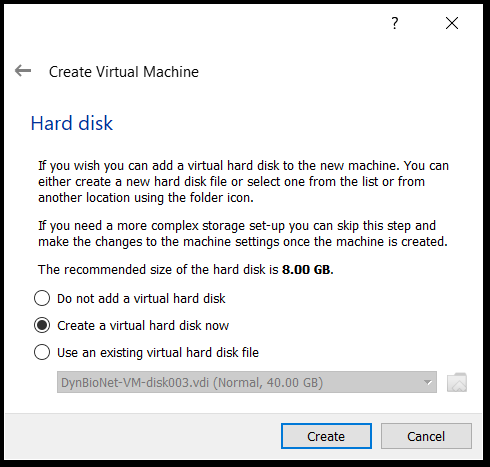 ?
Create Virtual Machine
Hard disk
If you wish you can add a virtual hard disk to the new machine. You can
either create a new hard disk file or select one from the list or from
another location using the folder icon.
If you need a more complex storage set-up you can skip this step and
make the changes to the machine settings once the machine is created.
The recommended size of the hard disk is 8.00 GB.
Do not add a virtual hard disk
Create a virtual hard disk now
Use an existing virtual hard disk file
DynBioNet-VM-disk003.vdi (Normal, 40.00 GB)
Create Cancel